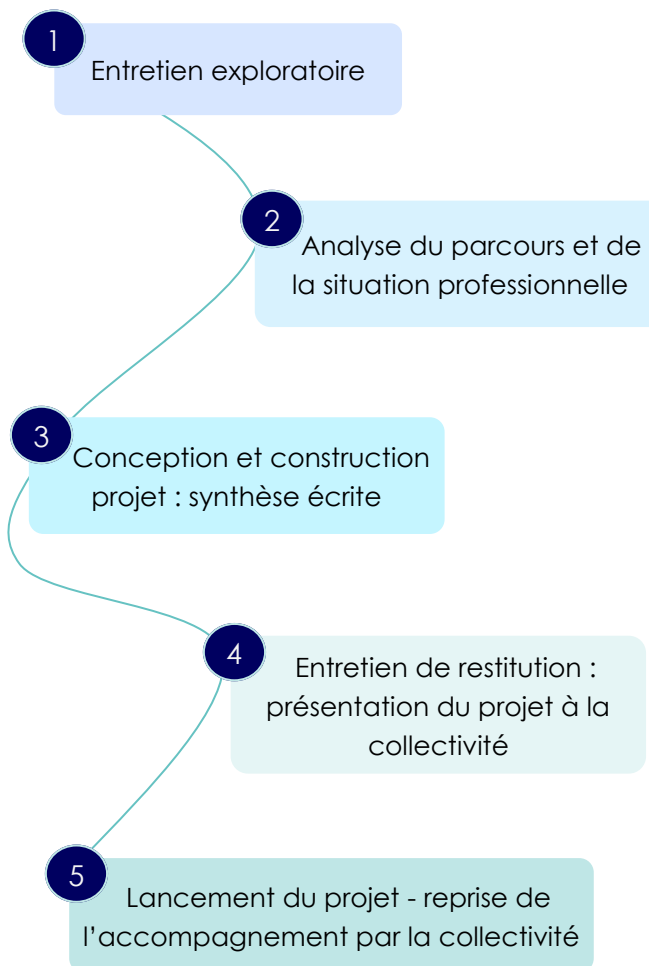 1
Entretien exploratoire
2
Analyse du parcours et de
la situation professionnelle
3
Conception et construction
projet : synthèse écrite
4
Entretien de restitution :
présentation du projet à la
collectivité
5
Lancement du projet - reprise de
l’accompagnement par la collectivité